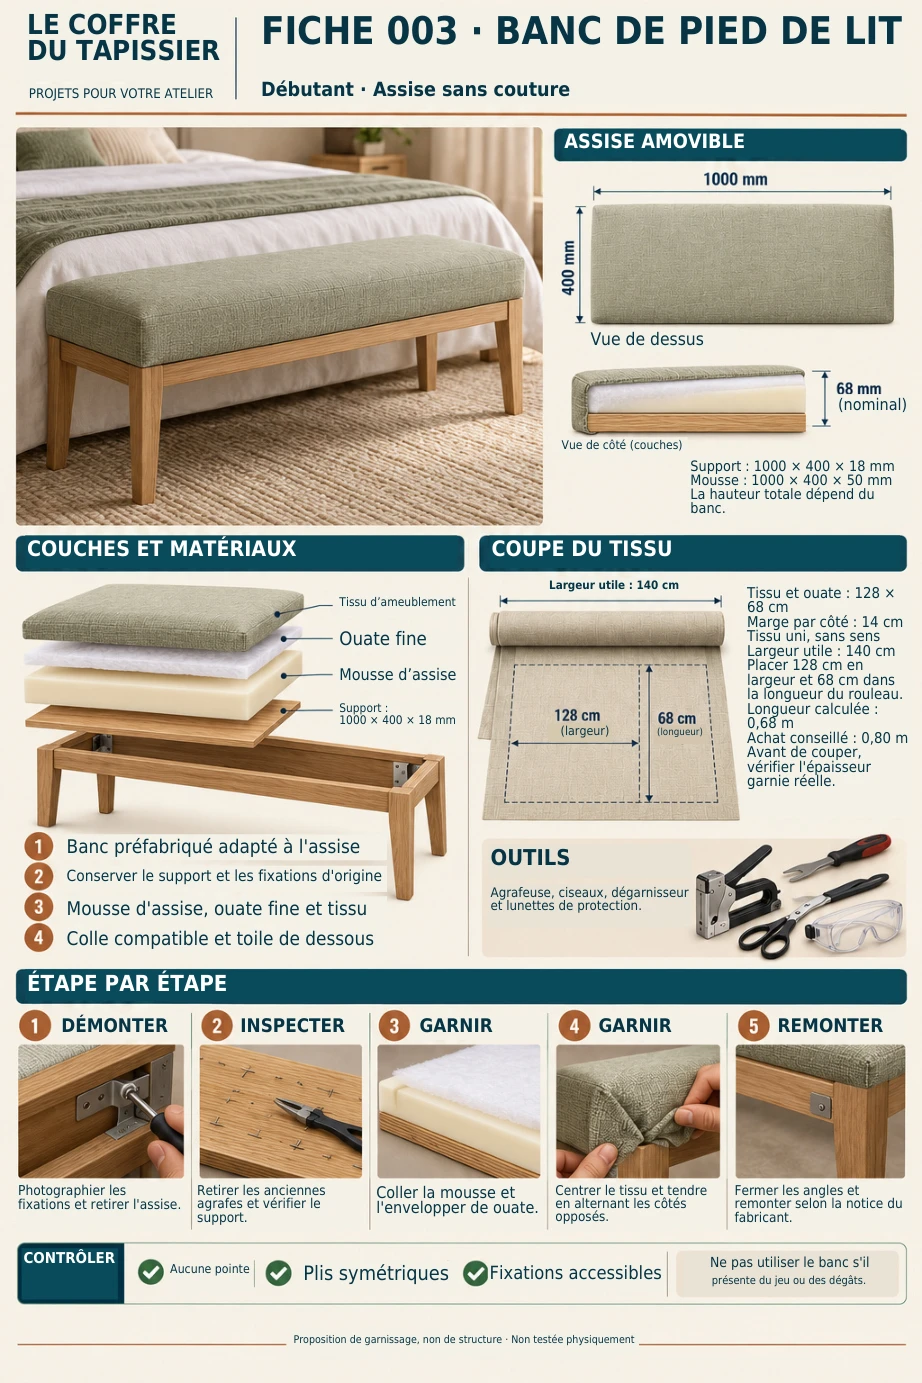 LE COFFRE
DU TAPISSIER
PROJETS POUR VOTRE ATELIER
FICHE 003 · BANC DE PIED DE LIT
Débutant · Assise sans couture
ASSISE AMOVIBLE
1000 mm
400 mm
Vue de dessus
68 mm
(nominal)
Vue de côté (couches)
Support : 1000 × 400 × 18 mm
Mousse : 1000 × 400 × 50 mm
La hauteur totale dépend du
banc.
COUCHES ET MATÉRIAUX
Tissu d’ameublement
Ouate fine
Mousse d’assise
Support :
1000 × 400 × 18 mm
1 Banc préfabriqué adapté à l'assise
2 Conserver le support et les fixations d'origine
3 Mousse d'assise, ouate fine et tissu
4 Colle compatible et toile de dessous
COUPE DU TISSU
Largeur utile : 140 cm
128 cm
(largeur)
68 cm
(longueur)
Tissu et ouate : 128 ×
68 cm
Marge par côté : 14 cm
Tissu uni, sans sens
Largeur utile : 140 cm
Placer 128 cm en
largeur et 68 cm dans
la longueur du rouleau.
Longueur calculée :
0,68 m
Achat conseillé : 0,80 m
Avant de couper,
vérifier l'épaisseur
garnie réelle.
OUTILS
Agrafeuse, ciseaux, dégarnisseur
et lunettes de protection.
ÉTAPE PAR ÉTAPE
1 DÉMONTER
Photographier les
fixations et retirer l'assise.
2 INSPECTER
Retirer les anciennes
agrafes et vérifier le
support.
3 GARNIR
Coller la mousse et
l'envelopper de ouate.
4 GARNIR
Centrer le tissu et tendre
en alternant les côtés
opposés.
5 REMONTER
Fermer les angles et
remonter selon la notice du
fabricant.
CONTRÔLER
Aucune pointe
Plis symétriques
Fixations accessibles
Ne pas utiliser le banc s'il
présente du jeu ou des dégâts.
Proposition de garnissage, non de structure · Non testée physiquement